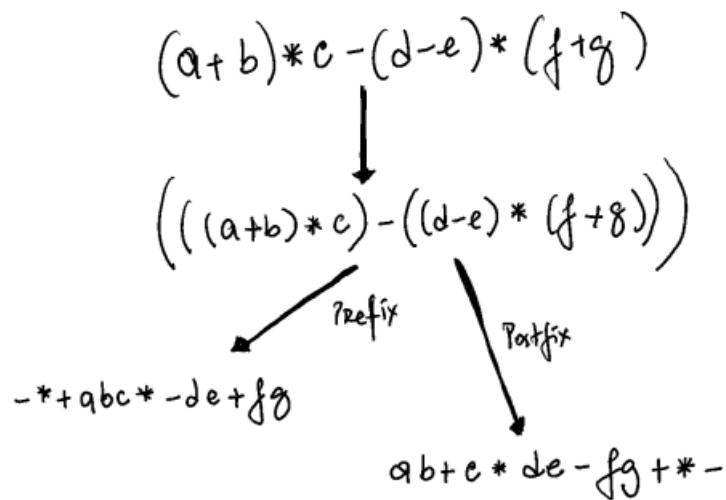 (a+b)*c-(d-e)*(f+g)
(((a+b)*c)-((d-e)*(f+g)))
Prefix
Postfix
-*+abc*-de+fg
ab+c*de-fg+*-